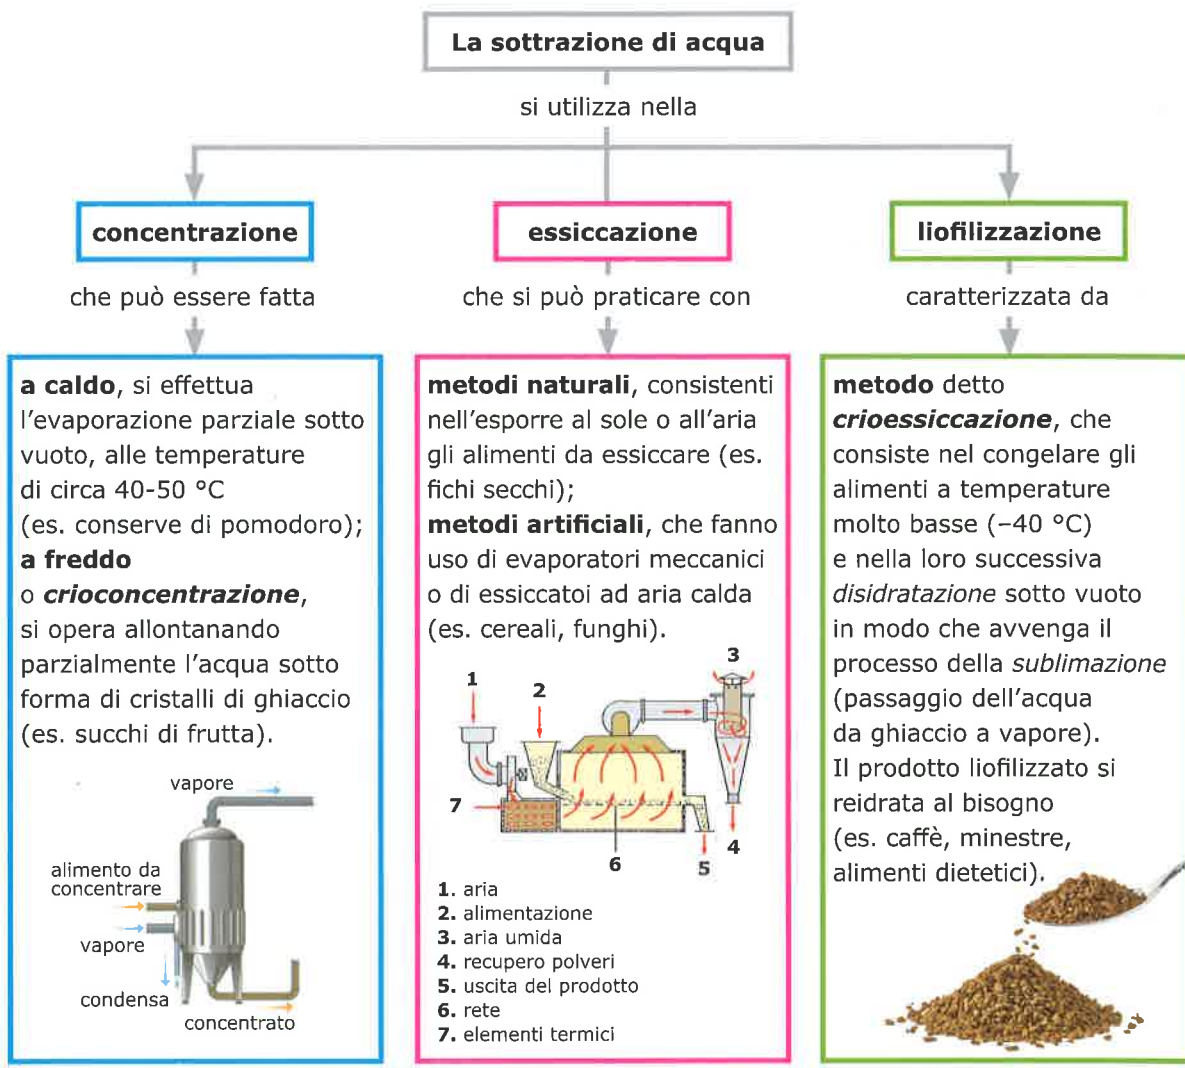 La sottrazione di acqua
si utilizza nella
concentrazione
che può essere fatta
a caldo, si effettua
l'evaporazione parziale sotto
vuoto, alle temperature
di circa 40-50 °C
(es. conserve di pomodoro);
a freddo
o crioconcentrazione,
si opera allontanando
parzialmente l'acqua sotto
forma di cristalli di ghiaccio
(es. succhi di frutta).
vapore
alimento da
concentrare
vapore
condensa
concentrato
essiccazione
che si può praticare con
metodi naturali, consistenti
nell'esporre al sole o all'aria
gli alimenti da essiccare (es.
fichi secchi);
metodi artificiali, che fanno
uso di evaporatori meccanici
o di essiccatoi ad aria calda
(es. cereali, funghi).
1
2
3
7
6
5
4
1. aria
2. alimentazione
3. aria umida
4. recupero polveri
5. uscita del prodotto
6. rete
7. elementi termici
liofilizzazione
caratterizzata da
metodo detto
crioessiccazione, che
consiste nel congelare gli
alimenti a temperature
molto basse (–40 °C)
e nella loro successiva
disidratazione sotto vuoto
in modo che avvenga il
processo della sublimazione
(passaggio dell'acqua
da ghiaccio a vapore).
Il prodotto liofilizzato si
reidrata al bisogno
(es. caffè, minestre,
alimenti dietetici).